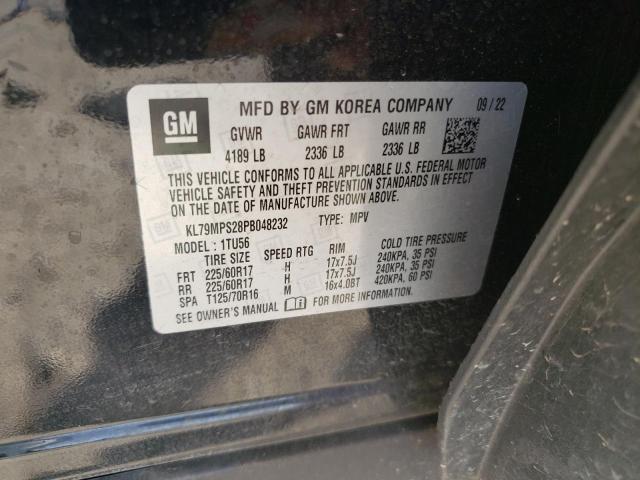 GM MFD BY GM KOREA COMPANY 09/22
GVWR GAWR FRT GAWR RR
4189 LB 2336 LB 2336 LB
THIS VEHICLE CONFORMS TO ALL APPLICABLE U.S. FEDERAL MOTOR
VEHICLE SAFETY AND THEFT PREVENTION STANDARDS IN EFFECT
ON THE DATE OF MANUFACTURE SHOWN ABOVE.
KL79MPS28PB048232 TYPE: MPV
MODEL: 1TU56
TIRE SIZE SPEED RTG RIM COLD TIRE PRESSURE
FRT 225/60R17 H 17x7.5J 240KPA, 35 PSI
RR 225/60R17 H 17x7.5J 240KPA, 35 PSI
SPA T125/70R16 M 16x4.0BT 420KPA, 60 PSI
SEE OWNER'S MANUAL FOR MORE INFORMATION.